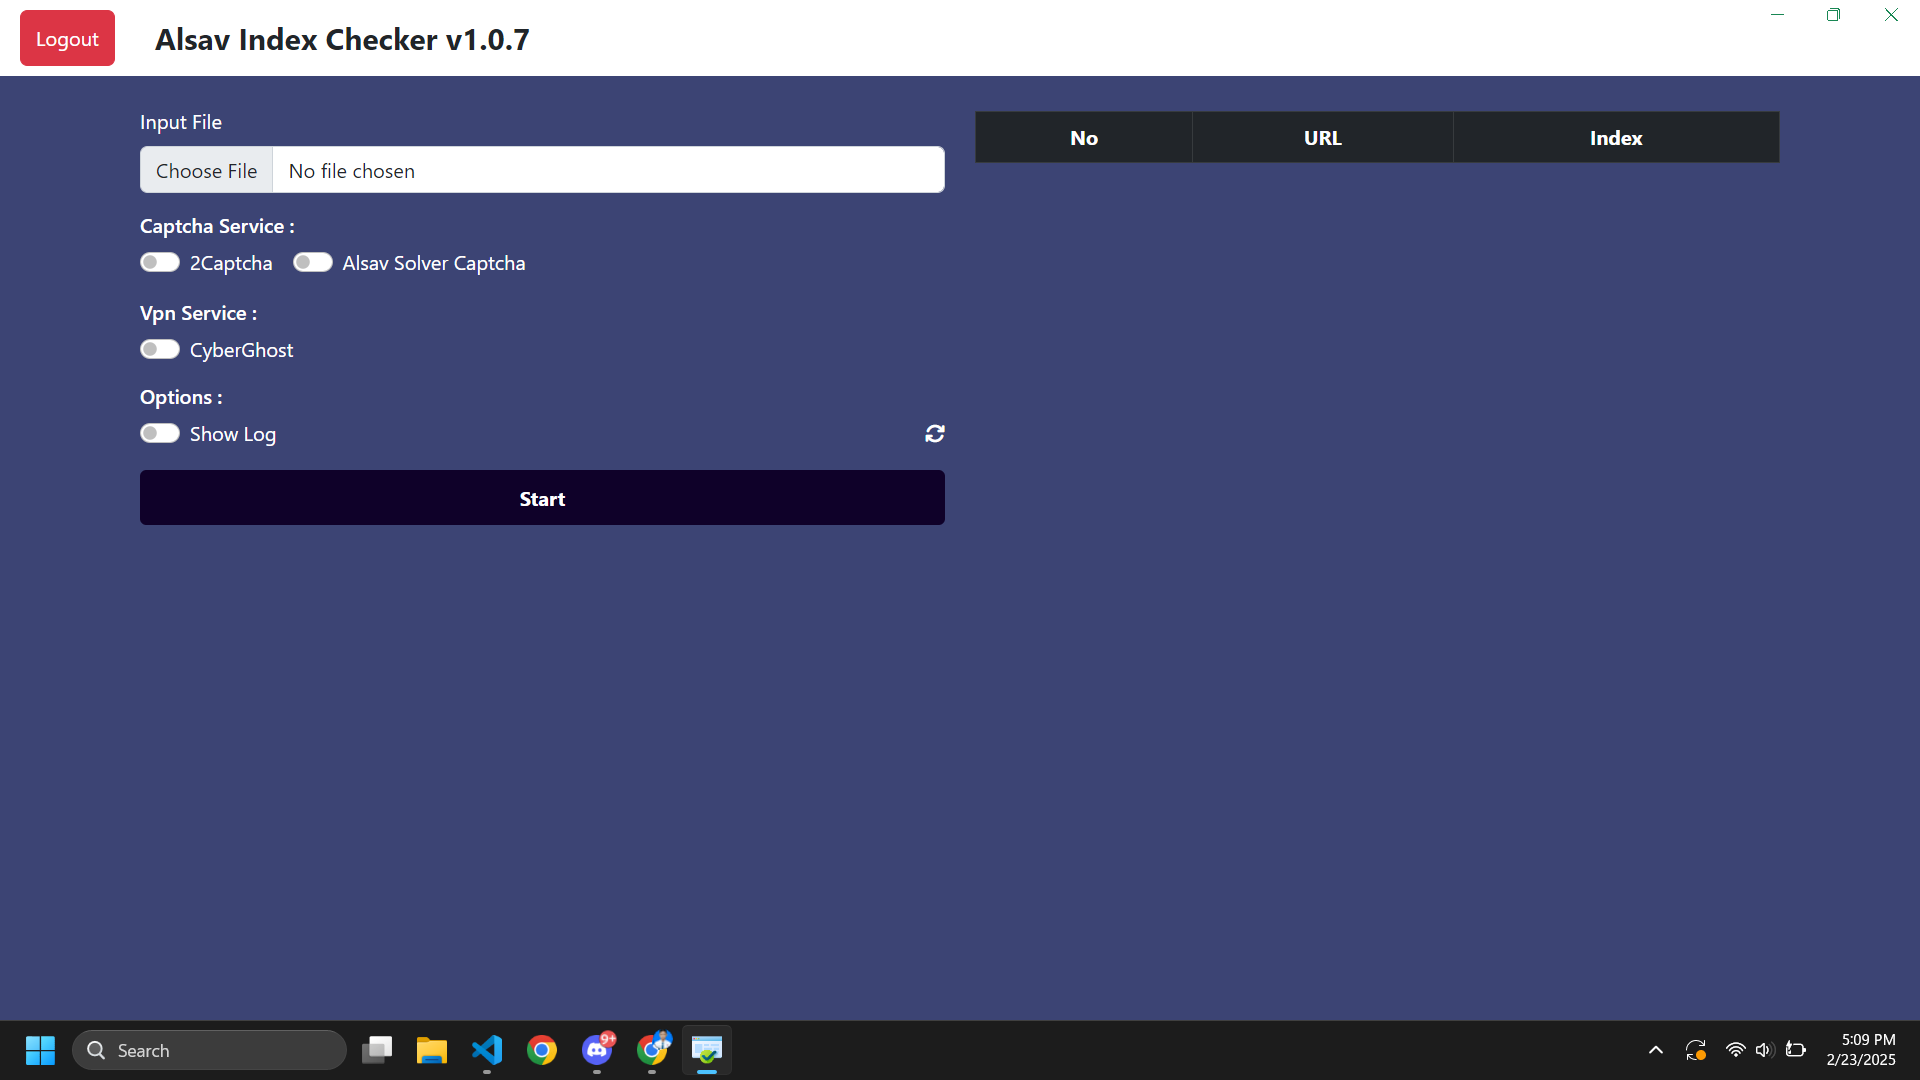 Logout
Alsav Index Checker v1.0.7
Input File
Choose File No file chosen
Captcha Service :
2Captcha Alsav Solver Captcha
Vpn Service :
CyberGhost
Options :
Show Log
Start
No URL Index
Search
9+
5:09 PM
2/23/2025